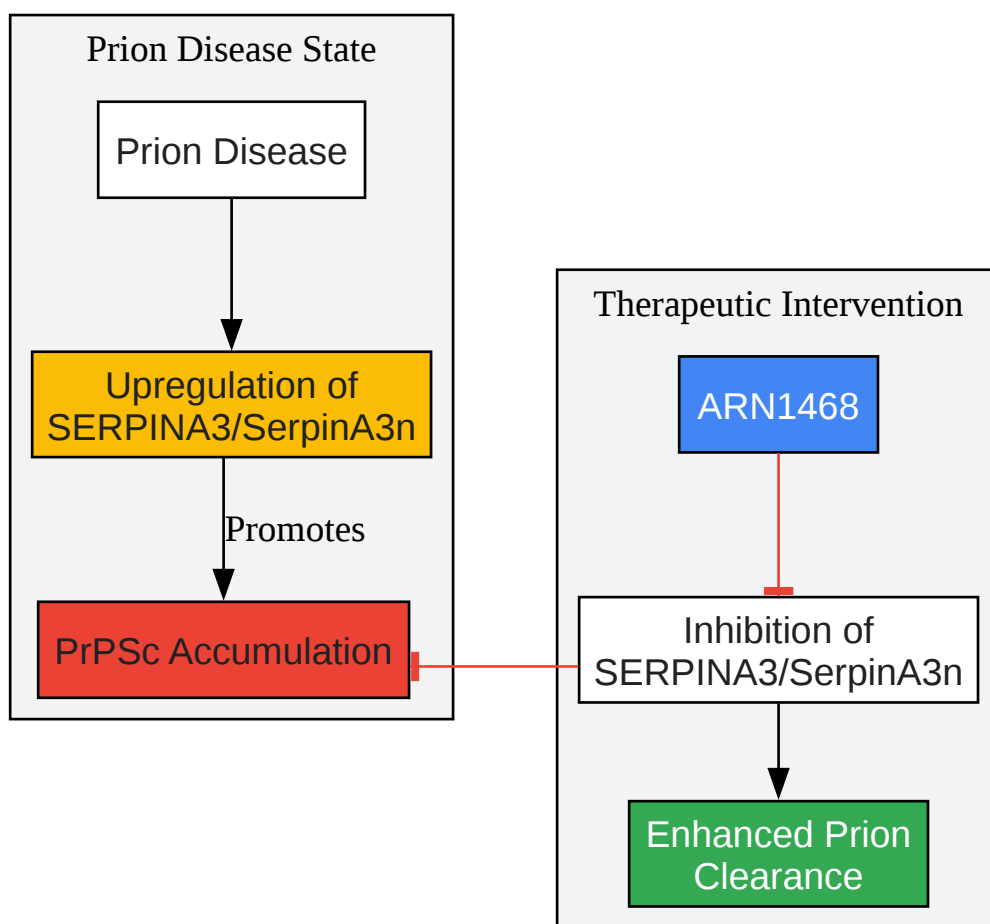 Prion Disease State
Prion Disease
Upregulation of
SERPINA3/SerpinA3n
Promotes
PrPSc Accumulation
Therapeutic Intervention
ARN1468
Inhibition of
SERPINA3/SerpinA3n
Enhanced Prion
Clearance